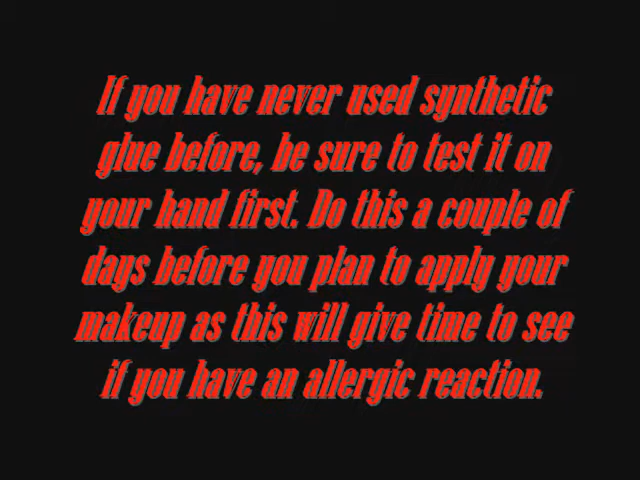 If you have never used synthetic
glue before, be sure to test it on
your hand first. Do this a couple of
days before you plan to apply your
makeup as this will give time to see
if you have an allergic reaction.